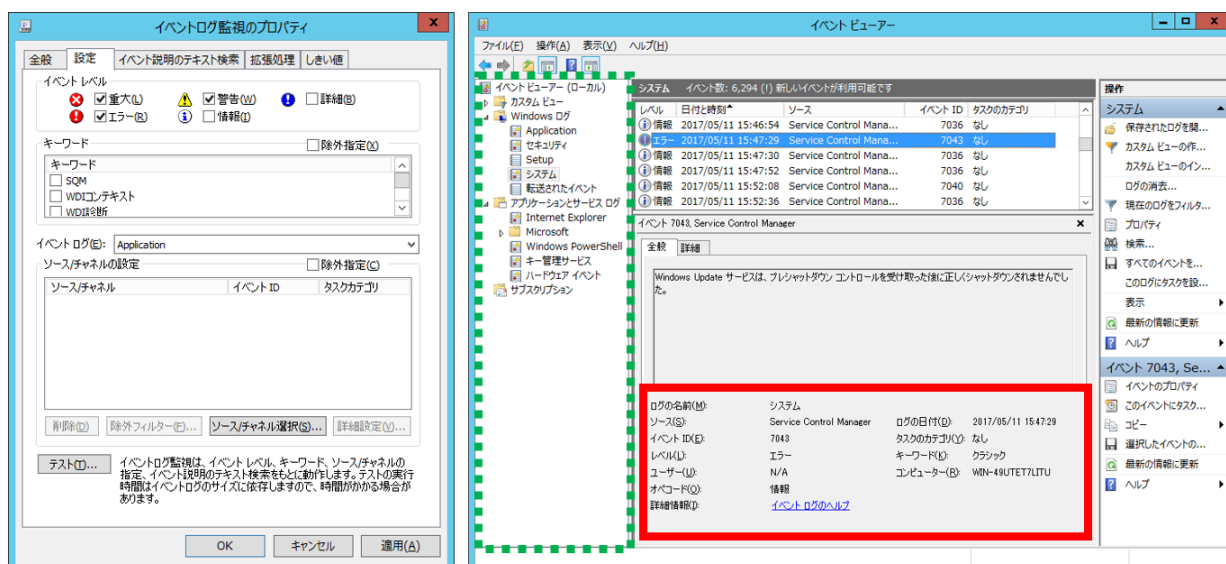 イベントログ監視のプロパティ
全般 設定 イベント説明のテキスト検索 拡張処理 しきい値
イベント レベル
重大(L) 警告(W) 詳細(B)
エラー(R) 情報(I)
キーワード 除外指定(X)
キーワード
SQM
WDIコンテキスト
WDI診断
イベント ログ(E): Application
ソース/チャネルの設定 除外指定(C)
ソース/チャネル イベント ID タスクカテゴリ
削除(D) 除外フィルター(F)... ソース/チャネル選択(S)... 詳細設定(V)...
テスト(T)...
イベントログ監視は、イベント レベル、キーワード、ソース/チャネルの
指定、イベント説明のテキスト検索をもとに動作します。テストの実行
時間はイベントログのサイズに依存しますので、時間がかかる場合が
あります。
OK キャンセル 適用(A)
イベント ビューアー
ファイル(F) 操作(A) 表示(V) ヘルプ(H)
イベント ビューアー (ローカル)
カスタム ビュー
Windows ログ
Application
セキュリティ
Setup
システム
転送されたイベント
アプリケーションとサービス ログ
Internet Explorer
Microsoft
Windows PowerShell
キー管理サービス
ハードウェア イベント
サブスクリプション
システム イベント数: 6,294 (!) 新しいイベントが利用可能です
レベル 日付と時刻 ソース イベント ID タスクのカテゴリ
情報 2017/05/11 15:46:54 Service Control Mana... 7036 なし
エラー 2017/05/11 15:47:29 Service Control Mana... 7043 なし
情報 2017/05/11 15:47:30 Service Control Mana... 7036 なし
情報 2017/05/11 15:47:52 Service Control Mana... 7036 なし
情報 2017/05/11 15:52:08 Service Control Mana... 7040 なし
情報 2017/05/11 15:52:36 Service Control Mana... 7036 なし
イベント 7043, Service Control Manager
全般 詳細
Windows Update サービスは、プレシャットダウン コントロールを受け取った後に正しくシャットダウンされませんでし
た。
ログの名前(M): システム
ソース(S): Service Control Manager ログの日付(D): 2017/05/11 15:47:29
イベント ID(E): 7043 タスクのカテゴリ(Y): なし
レベル(L): エラー キーワード(K): クラシック
ユーザー(U): N/A コンピューター(R): WIN-49UTET7LITU
オペコード(O): 情報
詳細情報(I): イベント ログのヘルプ
操作
システム
保存されたログを開...
カスタム ビューの作...
カスタム ビューのイン...
ログの消去...
現在のログをフィルタ...
プロパティ
検索...
すべてのイベントを...
このログにタスクを設...
表示
最新の情報に更新
ヘルプ
イベント 7043, Se...
イベントのプロパティ
このイベントにタスク...
コピー
選択したイベントの...
最新の情報に更新
ヘルプ